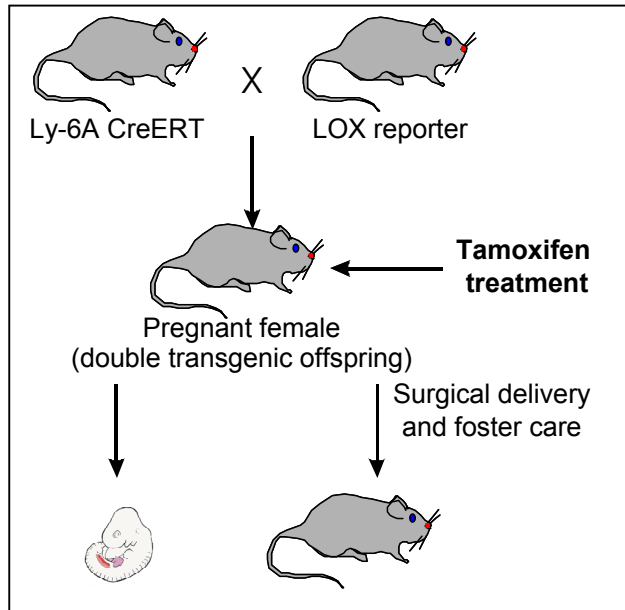 X
Ly-6A CreERT
LOX reporter
Tamoxifen
treatment
Pregnant female
(double transgenic offspring)
Surgical delivery
and foster care